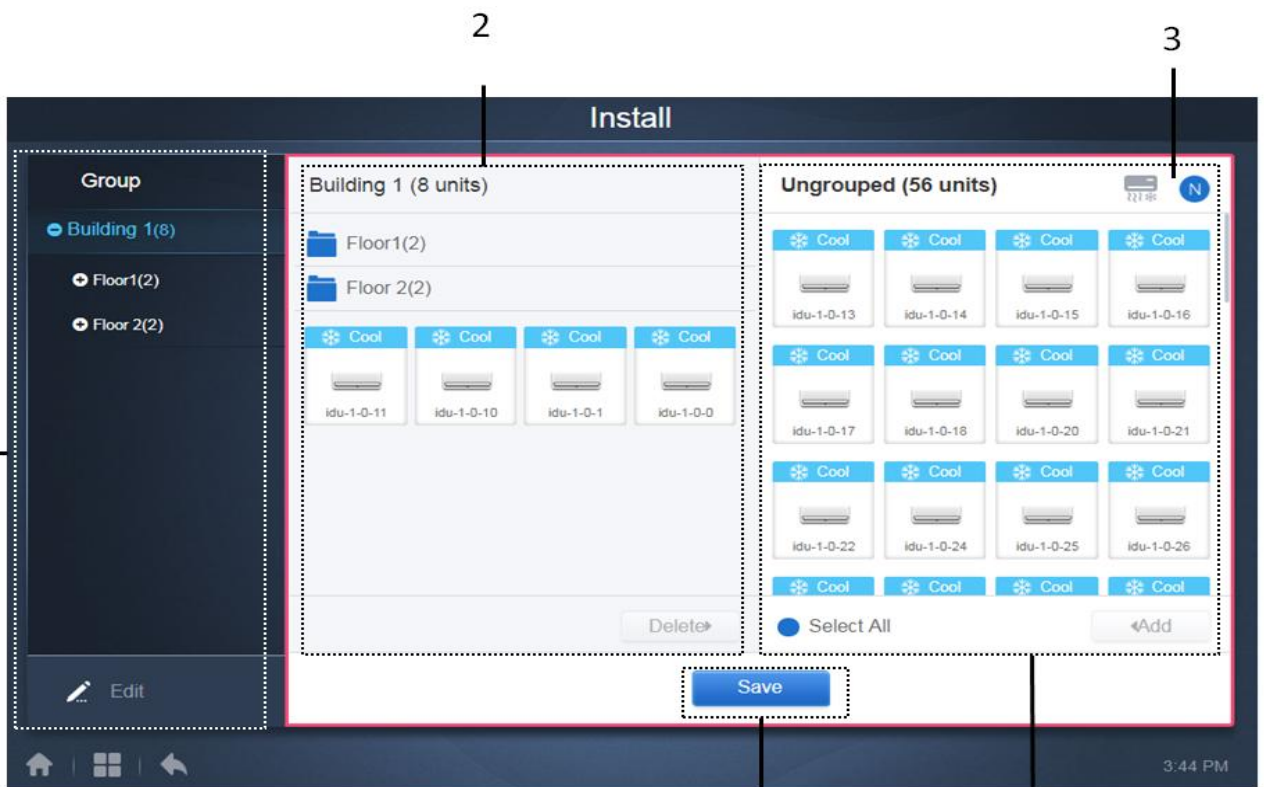 2
3
Install
Group
Building 1(8)
Floor1(2)
Floor 2(2)
Edit
Building 1 (8 units)
Floor1(2)
Floor 2(2)
Cool Cool Cool Cool
idu-1-0-11 idu-1-0-10 idu-1-0-1 idu-1-0-0
Delete
Ungrouped (56 units) N
Cool Cool Cool Cool
idu-1-0-13 idu-1-0-14 idu-1-0-15 idu-1-0-16
Cool Cool Cool Cool
idu-1-0-17 idu-1-0-18 idu-1-0-20 idu-1-0-21
Cool Cool Cool Cool
idu-1-0-22 idu-1-0-24 idu-1-0-25 idu-1-0-26
Cool Cool Cool Cool
Select All Add
Save
3:44 PM